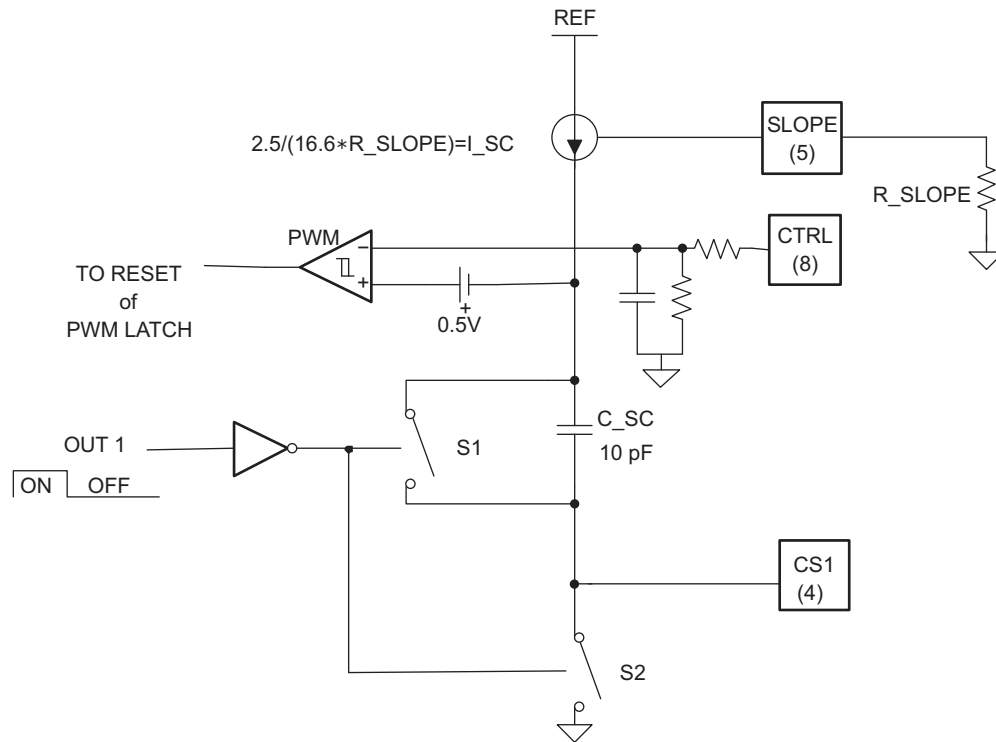 REF
2.5/(16.6*R_SLOPE)=I_SC
SLOPE
(5)
R_SLOPE
PWM
CTRL
(8)
−
+
TO RESET
of
PWM LATCH
+
0.5V
C_SC
10 pF
OUT 1
S1
ON OFF
CS1
(4)
S2